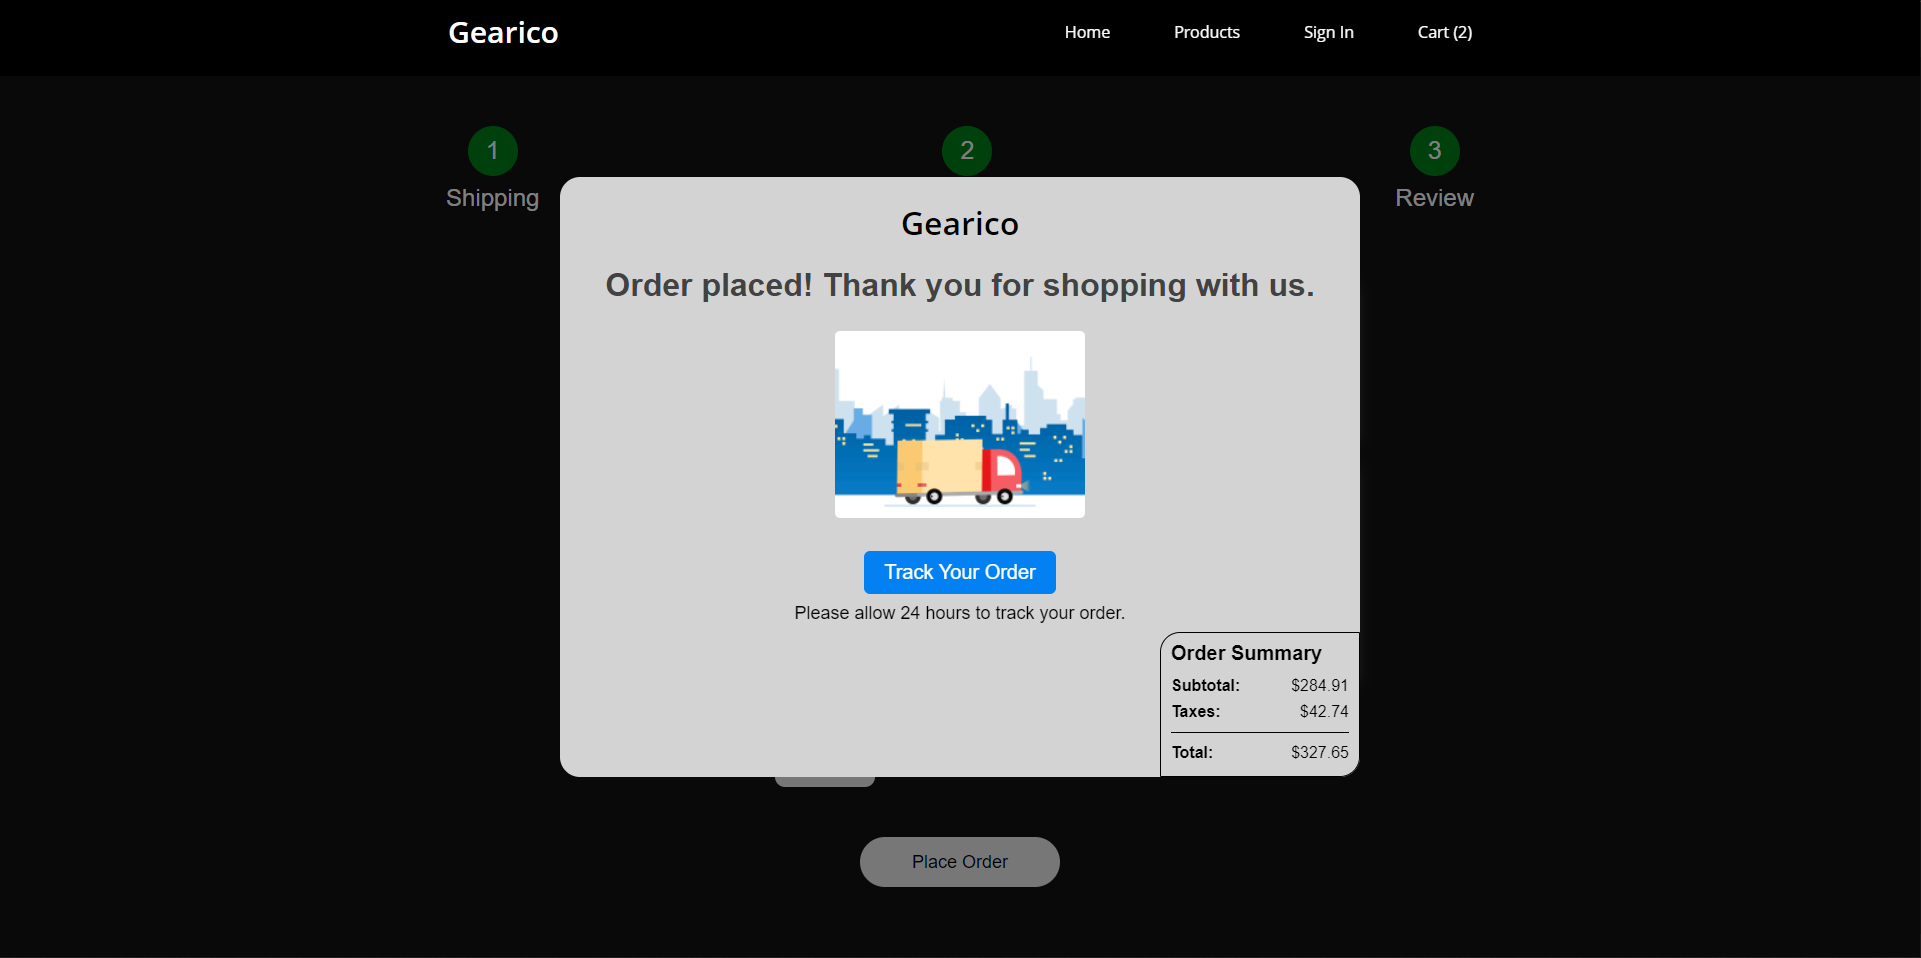 Gearico
Home
Products
Sign In
Cart (2)
1
2
3
Shipping
Review
Gearico
Order placed! Thank you for shopping with us.
Track Your Order
Please allow 24 hours to track your order.
Order Summary
Subtotal: $284.91
Taxes: $42.74
Total: $327.65
Place Order